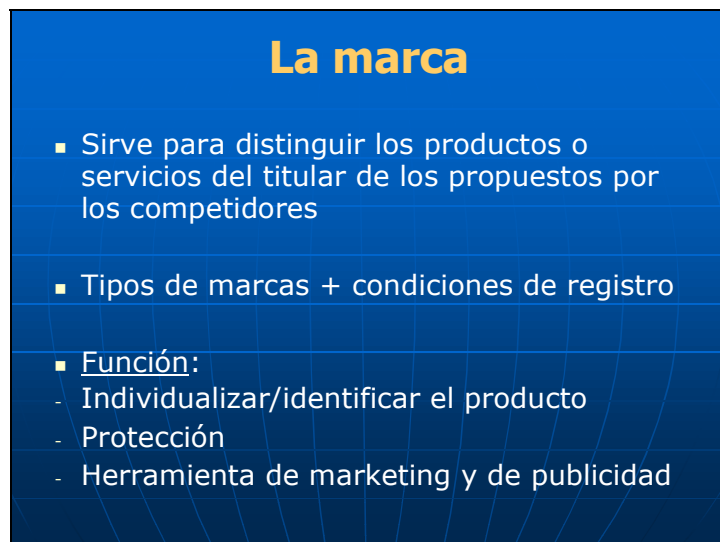 La marca
Sirve para distinguir los productos o
servicios del titular de los propuestos por
los competidores
Tipos de marcas + condiciones de registro
Función:
- Individualizar/identificar el producto
- Protección
- Herramienta de marketing y de publicidad